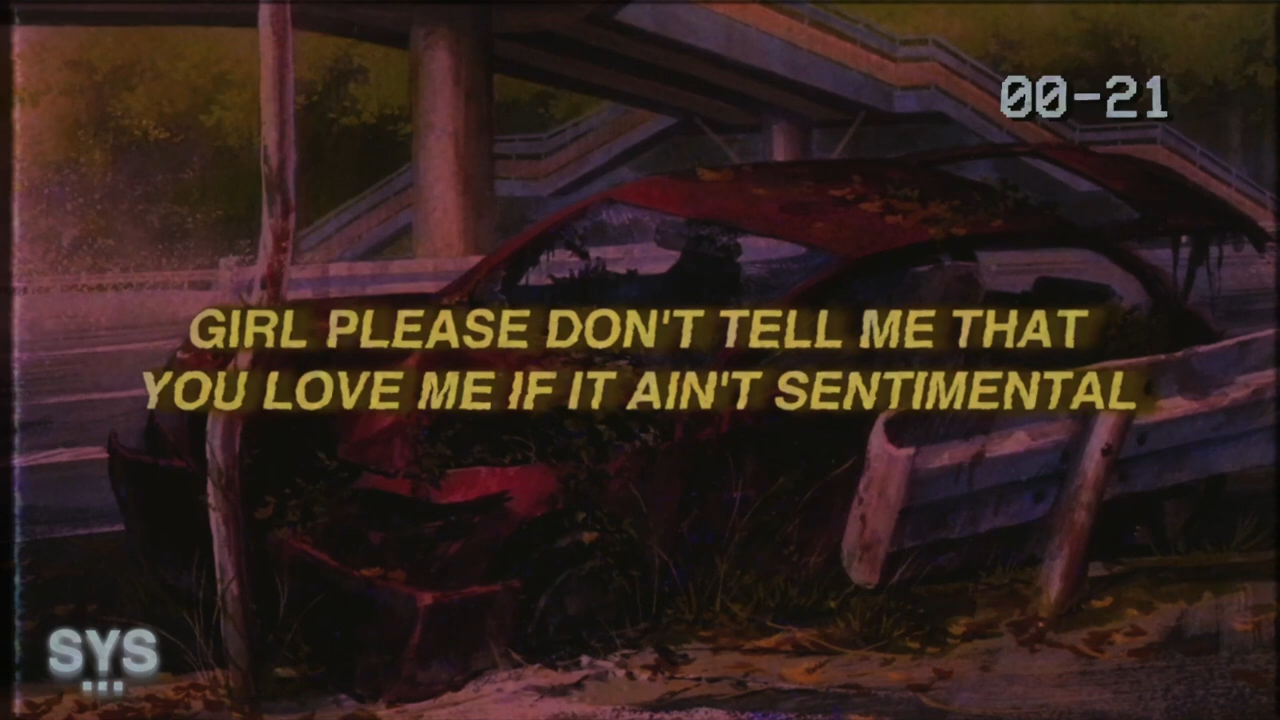 00-21
GIRL PLEASE DON'T TELL ME THAT
YOU LOVE ME IF IT AIN'T SENTIMENTAL
SYS